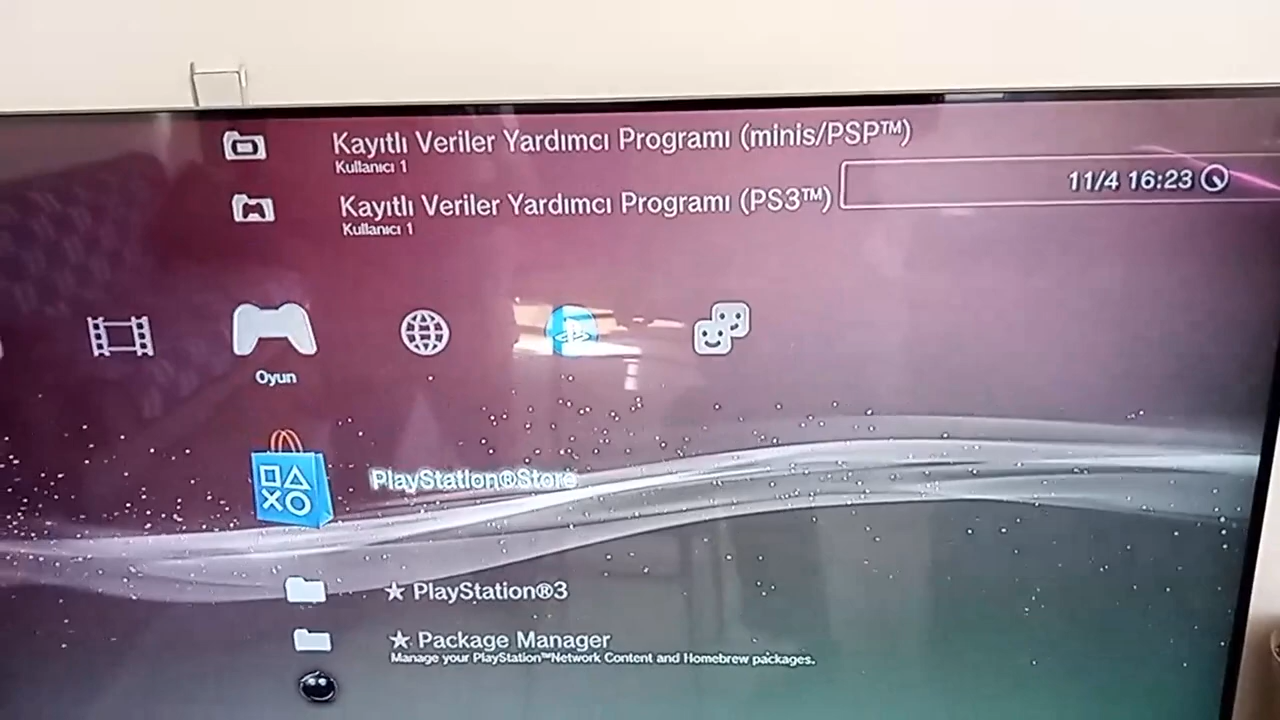 Kayıtlı Veriler Yardımcı Programı (minis/PSP™)
Kullanıcı 1
11/4 16:23
Kayıtlı Veriler Yardımcı Programı (PS3™)
Kullanıcı 1
Oyun
PlayStation®Store
★ PlayStation®3
★ Package Manager
Manage your PlayStation™Network Content and Homebrew packages.